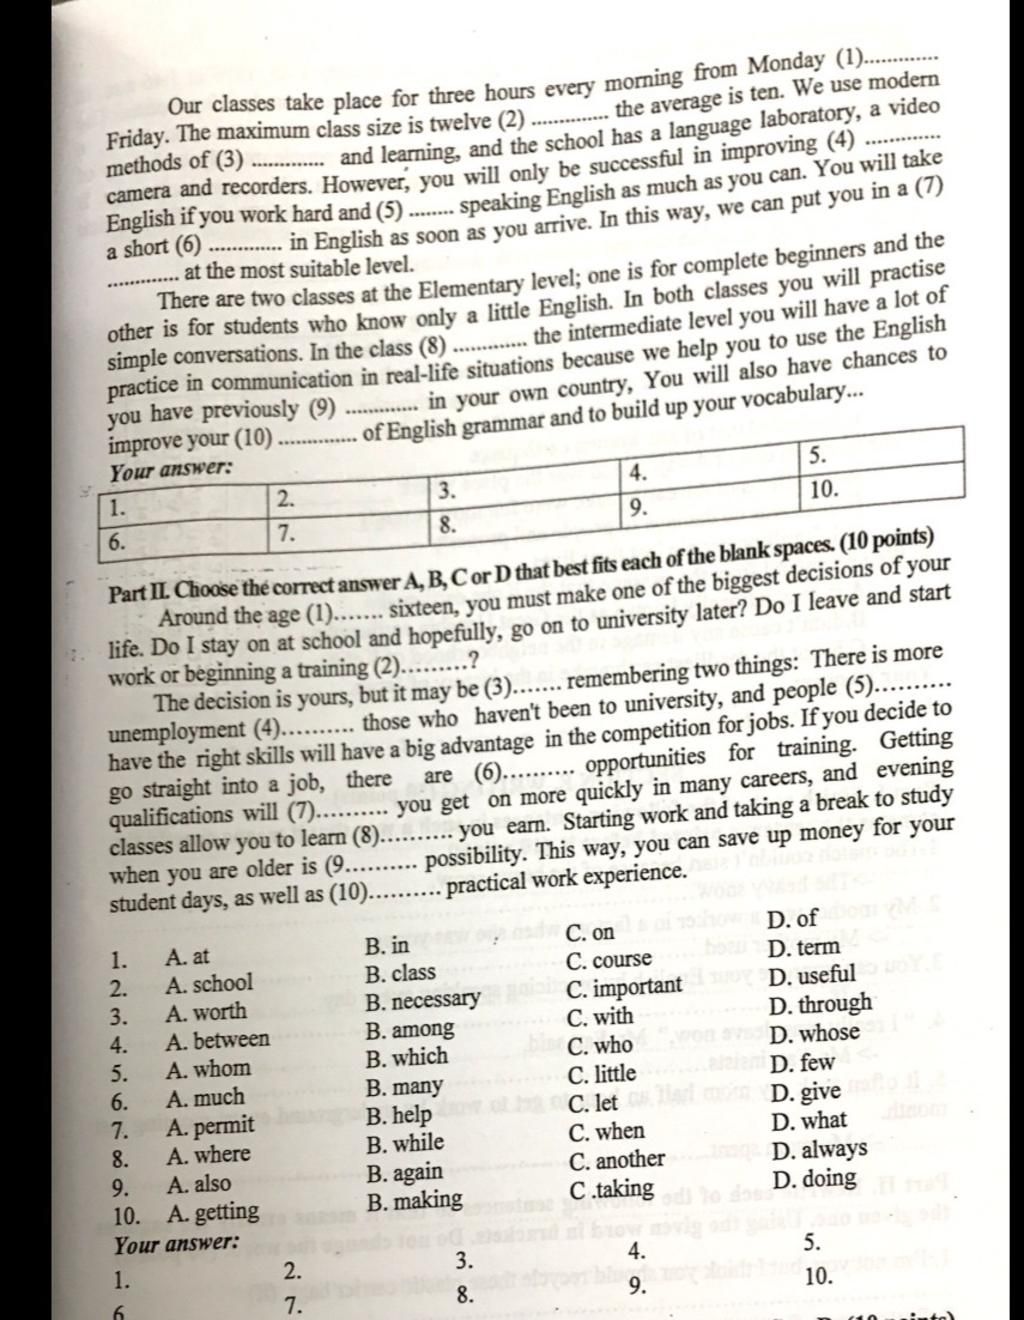 Our classes take place for three hours every morning from Monday (1).............
Friday. The maximum class size is twelve (2) ............. the average is ten. We use modern
methods of (3) ............ and learning, and the school has a language laboratory, a video
camera and recorders. However, you will only be successful in improving (4) .............
English if you work hard and (5) ........ speaking English as much as you can. You will take
a short (6) ............. in English as soon as you arrive. In this way, we can put you in a (7)
............. at the most suitable level.
There are two classes at the Elementary level; one is for complete beginners and the
other is for students who know only a little English. In both classes you will practise
simple conversations. In the class (8) ............. the intermediate level you will have a lot of
practice in communication in real-life situations because we help you to use the English
you have previously (9) ............. in your own country, You will also have chances to
improve your (10) .............. of English grammar and to build up your vocabulary...
Your answer:
1. 2. 3. 4. 5.
6. 7. 8. 9. 10.
Part II. Choose the correct answer A, B, C or D that best fits each of the blank spaces. (10 points)
Around the age (1)....... sixteen, you must make one of the biggest decisions of your
life. Do I stay on at school and hopefully, go on to university later? Do I leave and start
work or beginning a training (2)..........?
The decision is yours, but it may be (3)....... remembering two things: There is more
unemployment (4).......... those who haven't been to university, and people (5)..........
have the right skills will have a big advantage in the competition for jobs. If you decide to
go straight into a job, there are (6).......... opportunities for training. Getting
qualifications will (7).......... you get on more quickly in many careers, and evening
classes allow you to learn (8).......... you earn. Starting work and taking a break to study
when you are older is (9.......... possibility. This way, you can save up money for your
student days, as well as (10).......... practical work experience.
1. A. at B. in C. on D. of
2. A. school B. class C. course D. term
3. A. worth B. necessary C. important D. useful
4. A. between B. among C. with D. through
5. A. whom B. which C. who D. whose
6. A. much B. many C. little D. few
7. A. permit B. help C. let D. give
8. A. where B. while C. when D. what
9. A. also B. again C. another D. always
10. A. getting B. making C .taking D. doing
Your answer:
1. 2. 3. 4. 5.
6 7. 8. 9. 10.